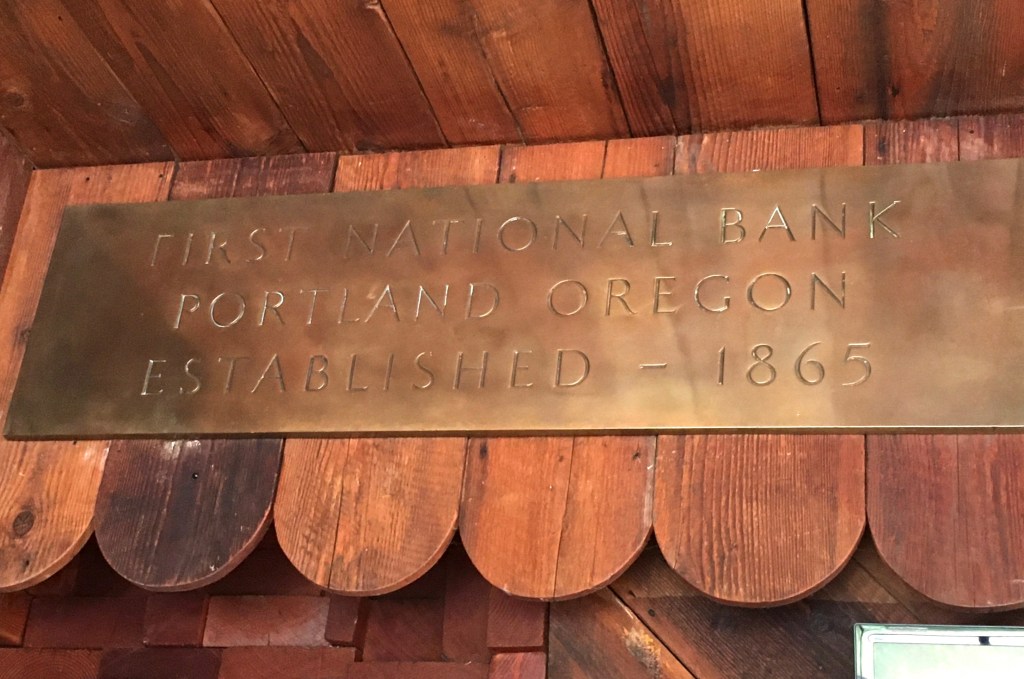 FIRST NATIONAL BANK
PORTLAND OREGON
ESTABLISHED – 1865